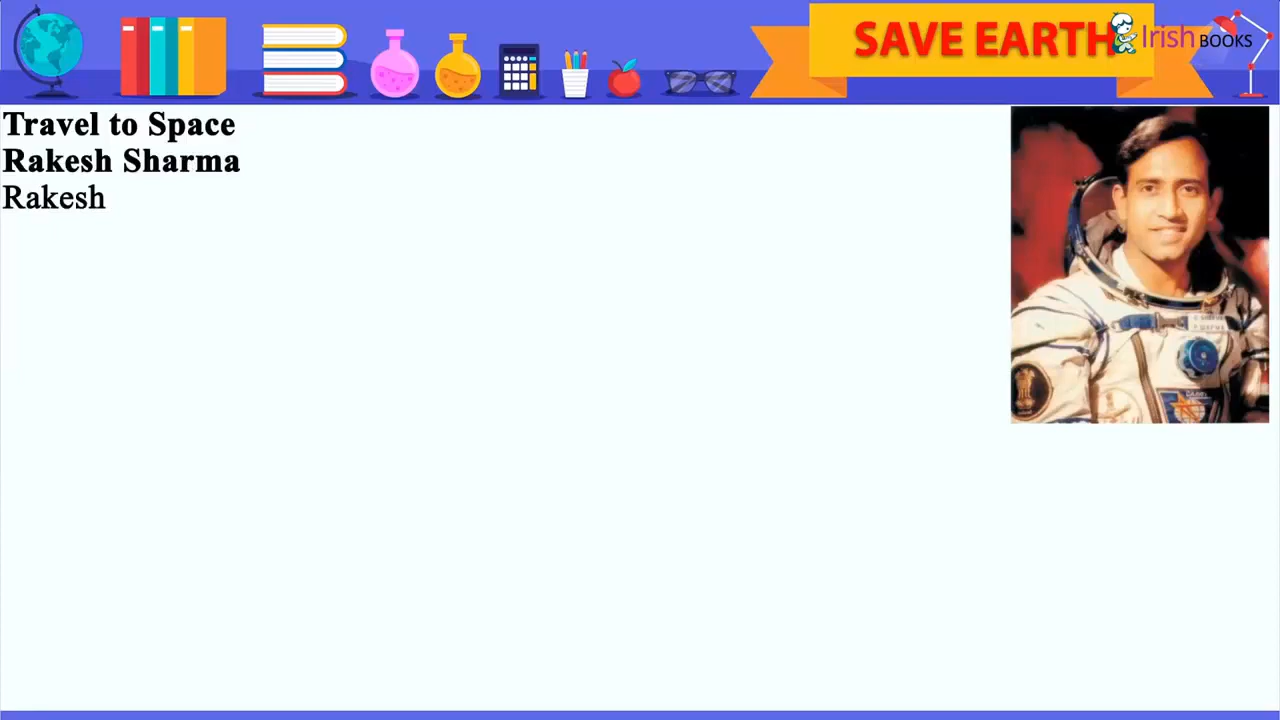 SAVE EARTH
Irish BOOKS
Travel to Space
Rakesh Sharma
Rakesh